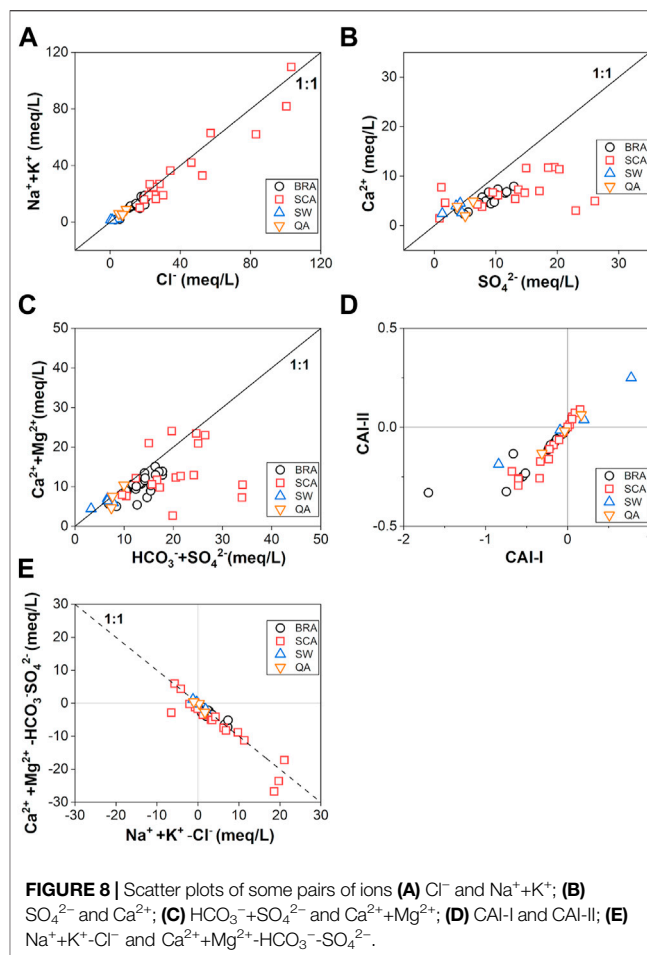 A
Na⁺+K⁺ (meq/L)
120
80
40
0
0 40 80 120
Cl⁻ (meq/L)
1:1
BRA
SCA
SW
QA
B
Ca²⁺ (meq/L)
30
20
10
0
0 10 20 30
SO₄²⁻ (meq/L)
1:1
BRA
SCA
SW
QA
C
Ca²⁺+Mg²⁺(meq/L)
50
40
30
20
10
0
0 10 20 30 40 50
HCO₃⁻+SO₄²⁻(meq/L)
1:1
BRA
SCA
SW
QA
D
CAI-II
0.5
0.0
-0.5
-2 -1 0
CAI-I
BRA
SCA
SW
QA
E
Ca²⁺+Mg²⁺-HCO₃⁻SO₄²⁻ (meq/L)
30
20
10
0
-10
-20
-30
-30 -20 -10 0 10 20 30
Na⁺+K⁺-Cl⁻ (meq/L)
1:1
BRA
SCA
SW
QA
FIGURE 8 | Scatter plots of some pairs of ions (A) Cl⁻ and Na⁺+K⁺; (B)
SO₄²⁻ and Ca²⁺; (C) HCO₃⁻+SO₄²⁻ and Ca²⁺+Mg²⁺; (D) CAI-I and CAI-II; (E)
Na⁺+K⁺-Cl⁻ and Ca²⁺+Mg²⁺-HCO₃⁻-SO₄²⁻.